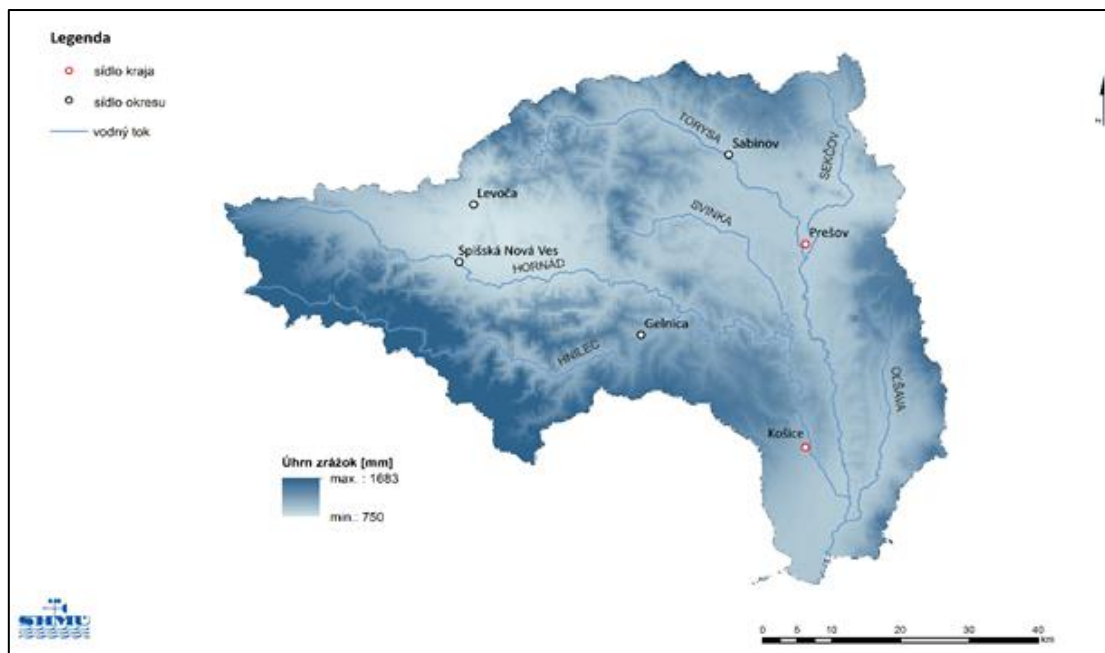 Legenda
sídlo kraja
sídlo okresu
vodný tok
TORYSA
Sabinov
SEKČOV
Levoča
SVINKA
Prešov
Spišská Nová Ves
HORNÁD
Gelnica
HNILEC
OĽŠAVA
Košice
Úhrn zrážok [mm]
max. : 1683
min.: 750
SHMÚ
0 5 10 20 30 40
km